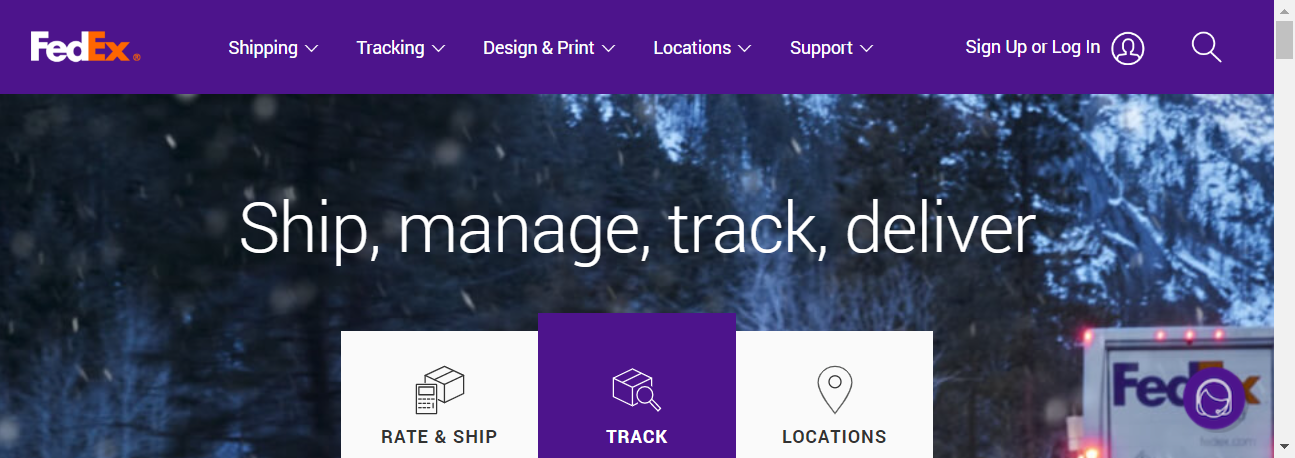 FedEx®
Shipping
Tracking
Design & Print
Locations
Support
Sign Up or Log In
Ship, manage, track, deliver
RATE & SHIP
TRACK
LOCATIONS
FedEx
fedex.com